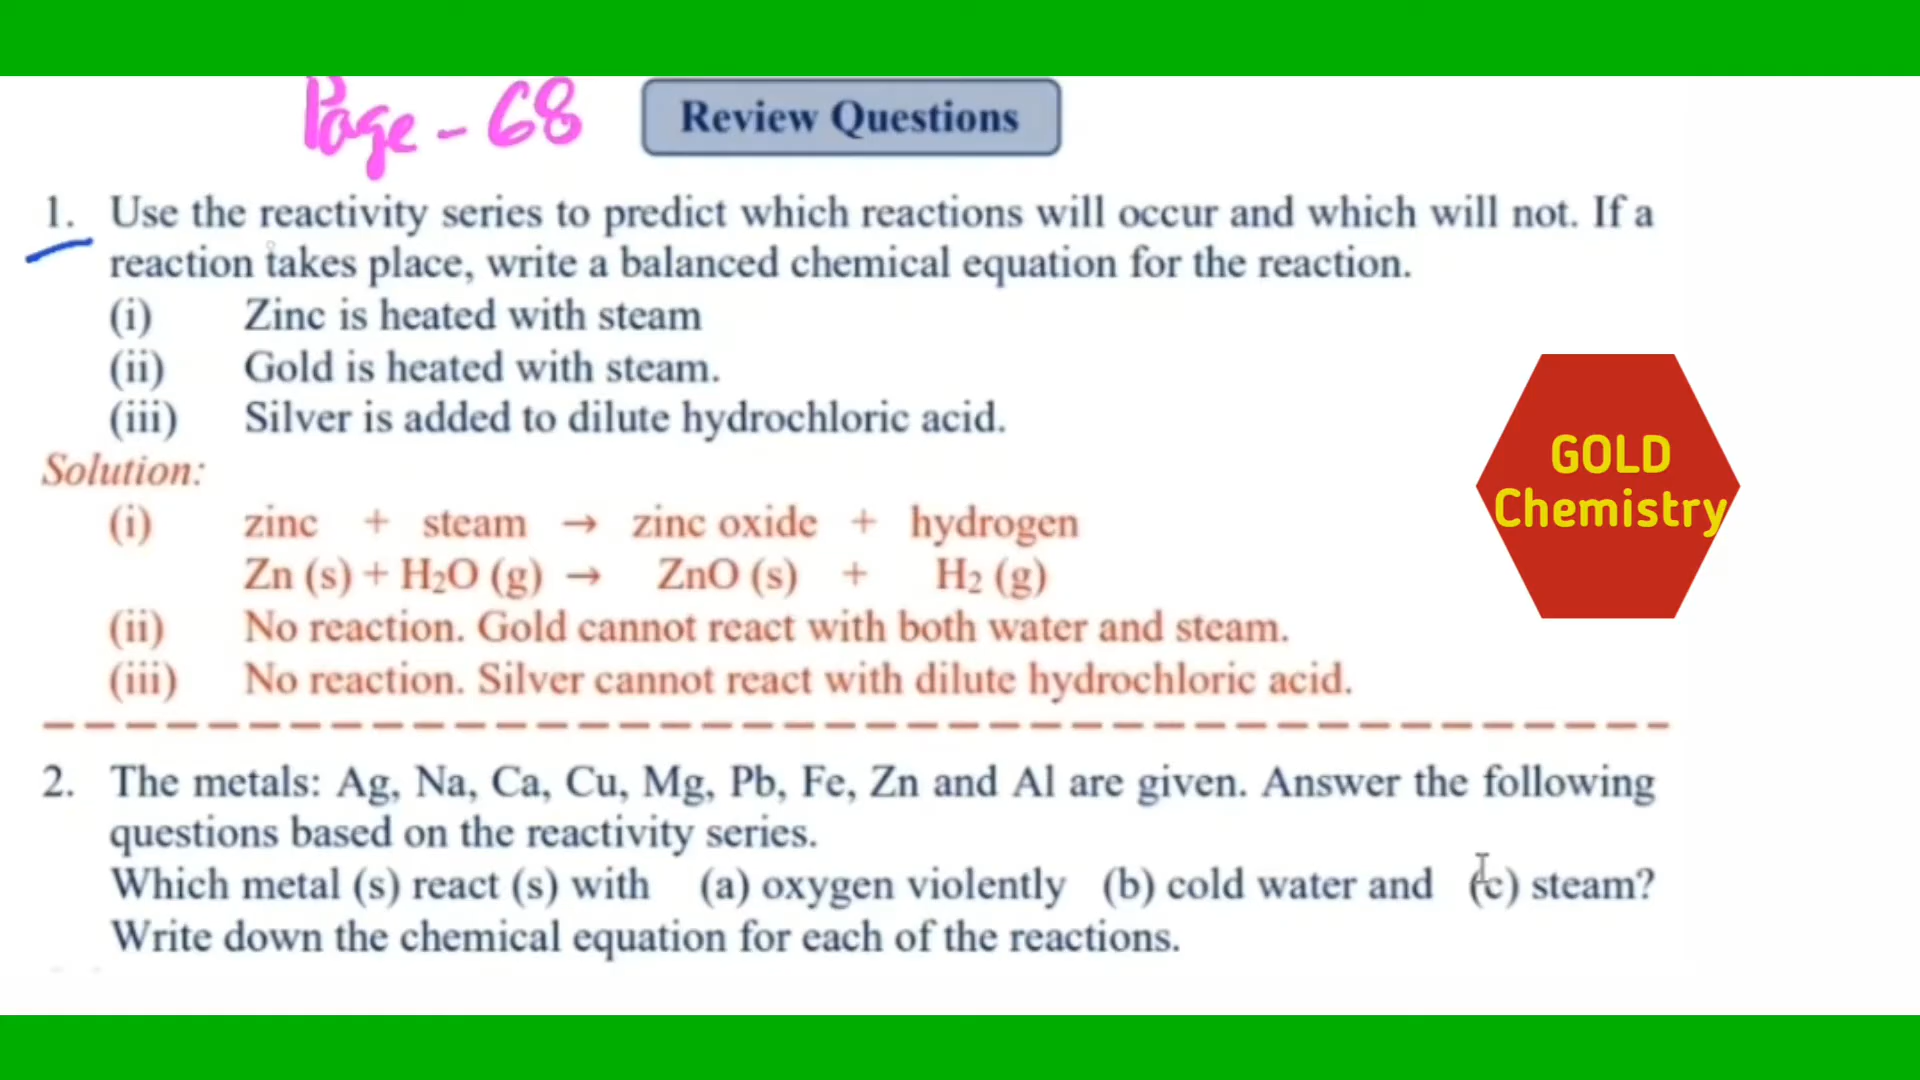 Page - 68
Review Questions
1. Use the reactivity series to predict which reactions will occur and which will not. If a
reaction takes place, write a balanced chemical equation for the reaction.
(i) Zinc is heated with steam
(ii) Gold is heated with steam.
(iii) Silver is added to dilute hydrochloric acid.
Solution:
(i) zinc + steam → zinc oxide + hydrogen
Zn (s) + H₂O (g) → ZnO (s) + H₂ (g)
(ii) No reaction. Gold cannot react with both water and steam.
(iii) No reaction. Silver cannot react with dilute hydrochloric acid.
2. The metals: Ag, Na, Ca, Cu, Mg, Pb, Fe, Zn and Al are given. Answer the following
questions based on the reactivity series.
Which metal (s) react (s) with (a) oxygen violently (b) cold water and (c) steam?
Write down the chemical equation for each of the reactions.
GOLD
Chemistry